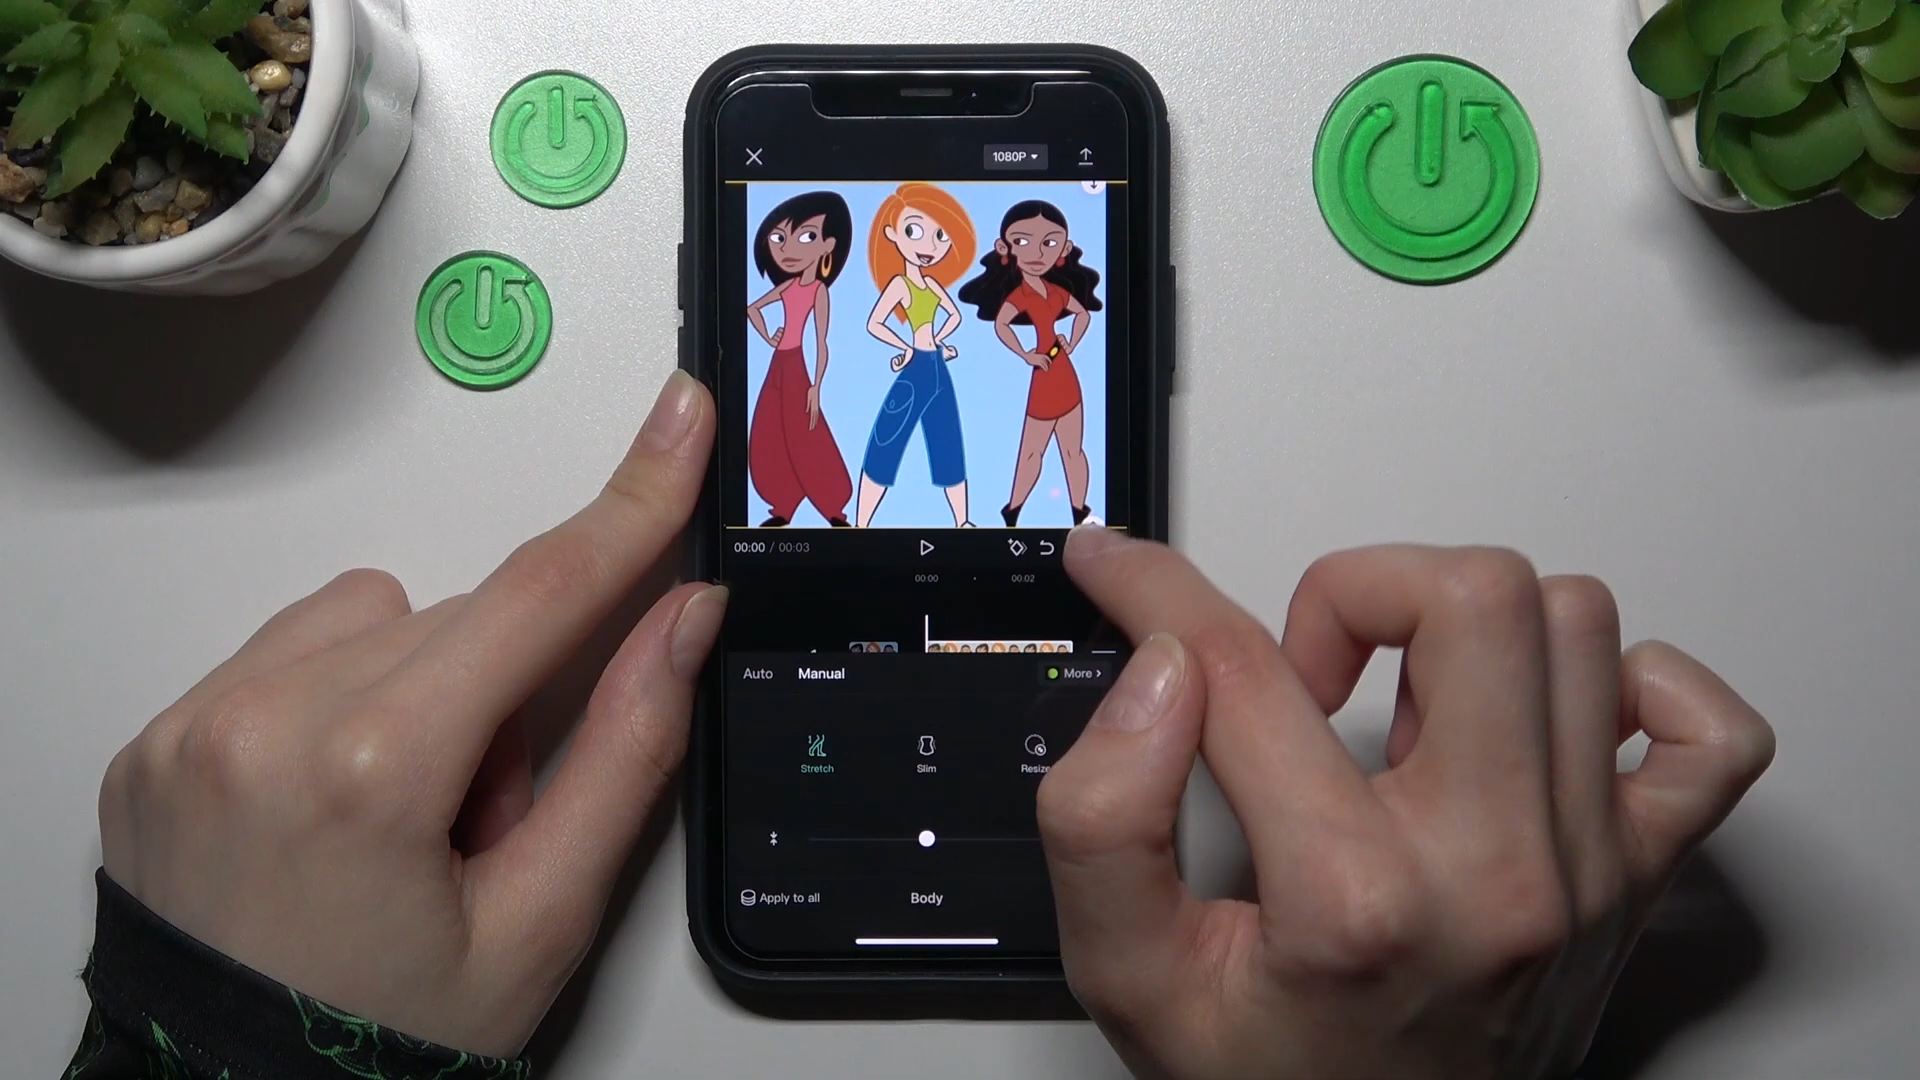 1080P
00:00 / 00:03
00:00
00:02
Auto
Manual
More
Stretch
Slim
Resize
Apply to all
Body